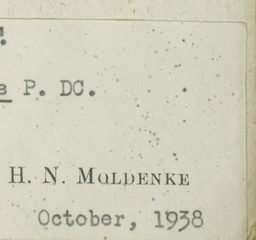 s P. DC.
H. N. MOLDENKE
October, 1938